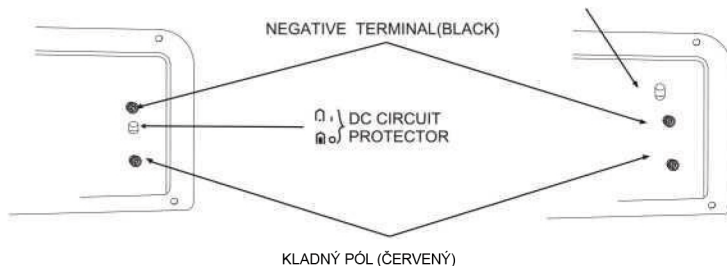 NEGATIVE TERMINAL(BLACK)
DC CIRCUIT
PROTECTOR
KLADNÝ PÓL (ČERVENÝ)